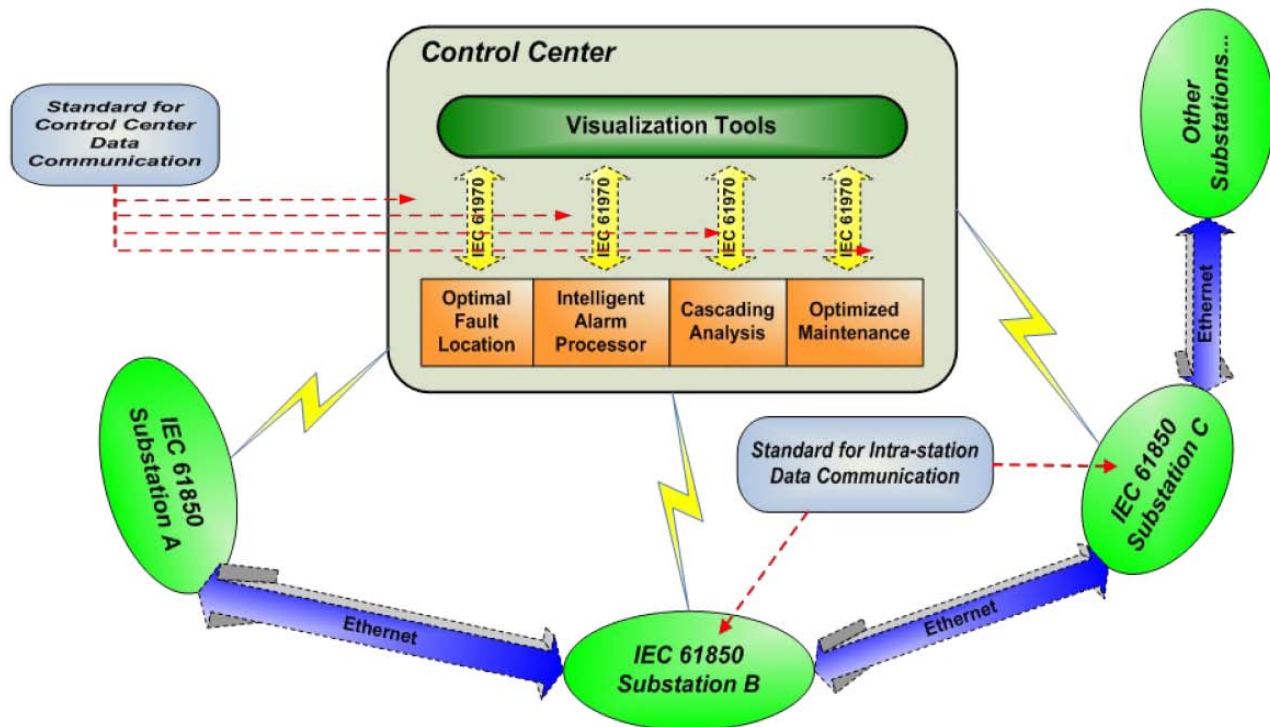 Control Center
Standard for
Control Center
Data
Communication
Visualization Tools
IEC 61970
IEC 61970
IEC 61970
IEC 61970
Optimal
Fault
Location
Intelligent
Alarm
Processor
Cascading
Analysis
Optimized
Maintenance
Other
Substations...
Ethernet
IEC 61850
Substation A
Standard for Intra-station
Data Communication
IEC 61850
Substation C
Ethernet
IEC 61850
Substation B
Ethernet